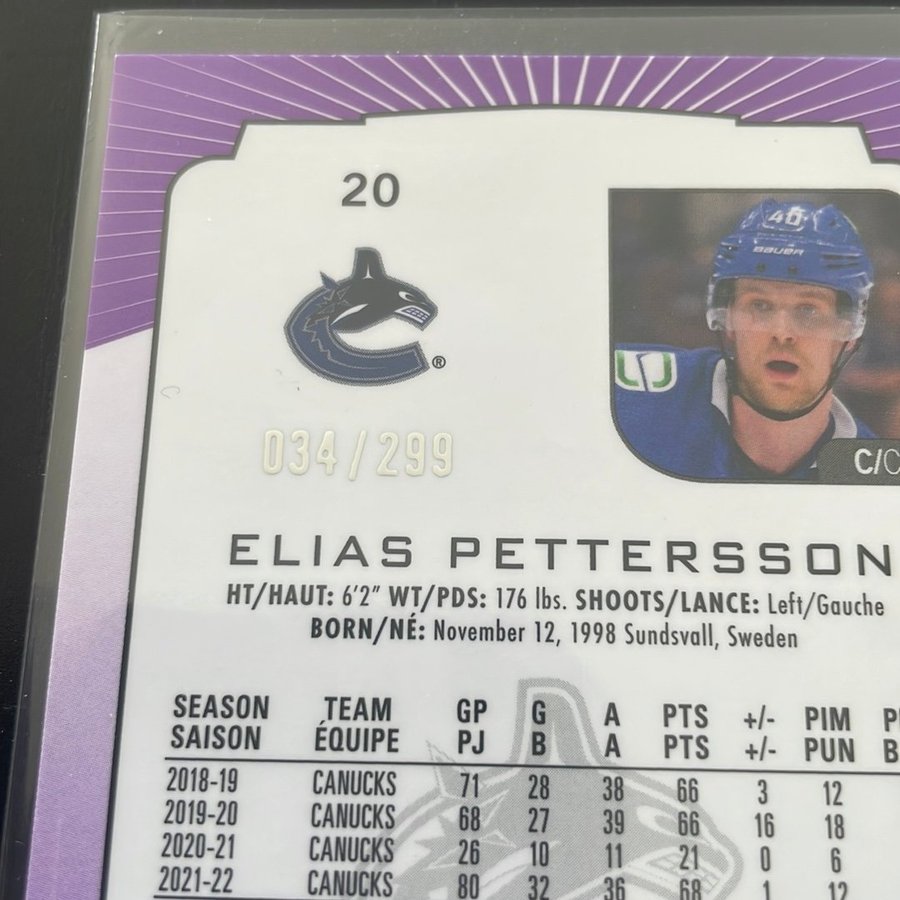 20
40
BAUER
®
034/299
C/C
ELIAS PETTERSSON
HT/HAUT: 6'2" WT/PDS: 176 lbs. SHOOTS/LANCE: Left/Gauche
BORN/NÉ: November 12, 1998 Sundsvall, Sweden
SEASON TEAM GP G A PTS +/- PIM
SAISON ÉQUIPE PJ B A PTS +/- PUN
2018-19 CANUCKS 71 28 38 66 3 12
2019-20 CANUCKS 68 27 39 66 16 18
2020-21 CANUCKS 26 10 11 21 0 6
2021-22 CANUCKS 80 32 36 68 1 12